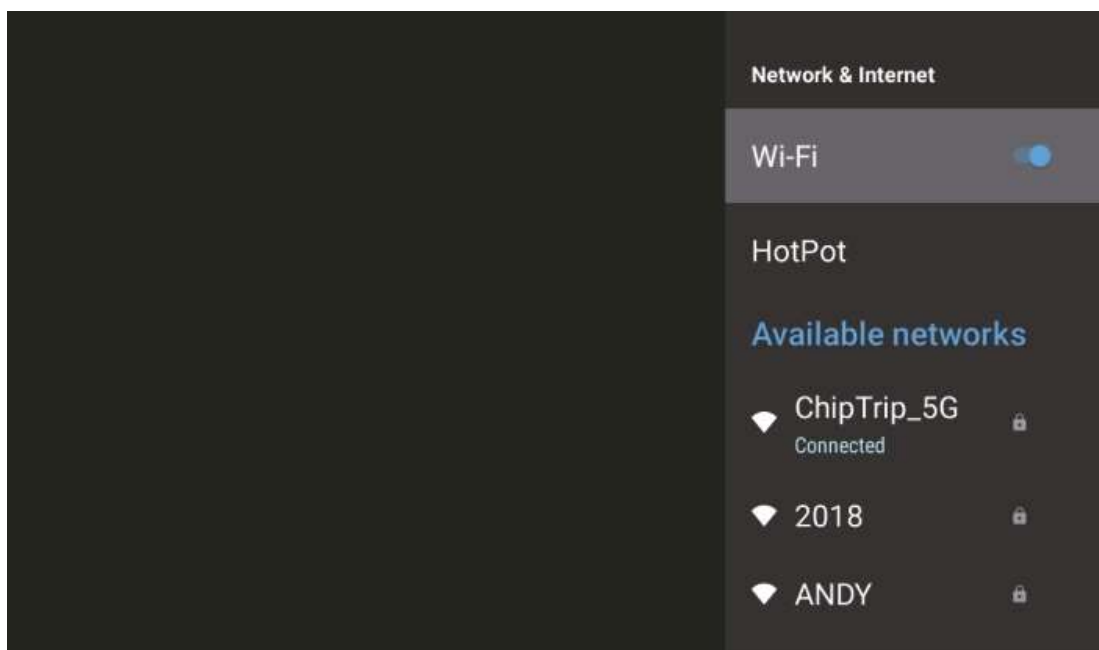 Network & Internet
Wi-Fi
HotPot
Available networks
ChipTrip_5G
Connected
2018
ANDY